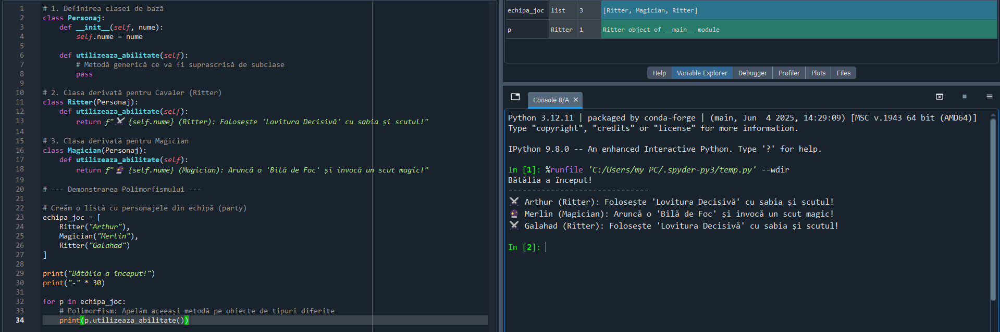 1 # 1. Definirea clasei de bază
2 class Personaj:
3     def __init__(self, nume):
4         self.nume = nume
5
6     def utilizeaza_abilitate(self):
7         # Metodă generică ce va fi suprascrisă de subclase
8         pass
9
10 # 2. Clasa derivată pentru Cavaler (Ritter)
11 class Ritter(Personaj):
12     def utilizeaza_abilitate(self):
13         return f"⚔️ {self.nume} (Ritter): Folosește 'Lovitura Decisivă' cu sabia și scutul!"
14
15 # 3. Clasa derivată pentru Magician
16 class Magician(Personaj):
17     def utilizeaza_abilitate(self):
18         return f"🔮 {self.nume} (Magician): Aruncă o 'Bilă de Foc' și invocă un scut magic!"
19
20 # --- Demonstrarea Polimorfismului ---
21
22 # Creăm o listă cu personajele din echipă (party)
23 echipa_joc = [
24     Ritter("Arthur"),
25     Magician("Merlin"),
26     Ritter("Galahad")
27 ]
28
29 print("Bătălia a început!")
30 print("-" * 30)
31
32 for p in echipa_joc:
33     # Polimorfism: Apelăm aceeași metodă pe obiecte de tipuri diferite
34     print(p.utilizeaza_abilitate())
echipa_joc list 3 [Ritter, Magician, Ritter]
p Ritter 1 Ritter object of __main__ module
Help Variable Explorer Debugger Profiler Plots Files
Console 8/A ×
Python 3.12.11 | packaged by conda-forge | (main, Jun  4 2025, 14:29:09) [MSC v.1943 64 bit (AMD64)]
Type "copyright", "credits" or "license" for more information.
IPython 9.8.0 -- An enhanced Interactive Python. Type '?' for help.
In [1]: %runfile 'C:/Users/my PC/.spyder-py3/temp.py' --wdir
Bătălia a început!
------------------------------
⚔️ Arthur (Ritter): Folosește 'Lovitura Decisivă' cu sabia și scutul!
🔮 Merlin (Magician): Aruncă o 'Bilă de Foc' și invocă un scut magic!
⚔️ Galahad (Ritter): Folosește 'Lovitura Decisivă' cu sabia și scutul!
In [2]: